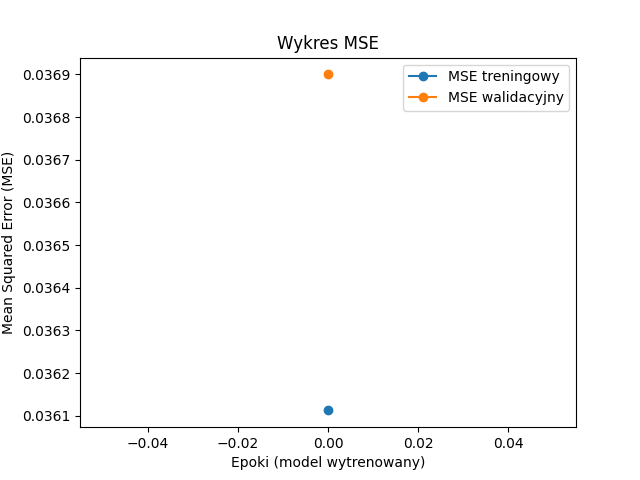 Wykres MSE
MSE treningowy
MSE walidacyjny
Mean Squared Error (MSE)
0.0369
0.0368
0.0367
0.0366
0.0365
0.0364
0.0363
0.0362
0.0361
−0.04 −0.02 0.00 0.02 0.04
Epoki (model wytrenowany)